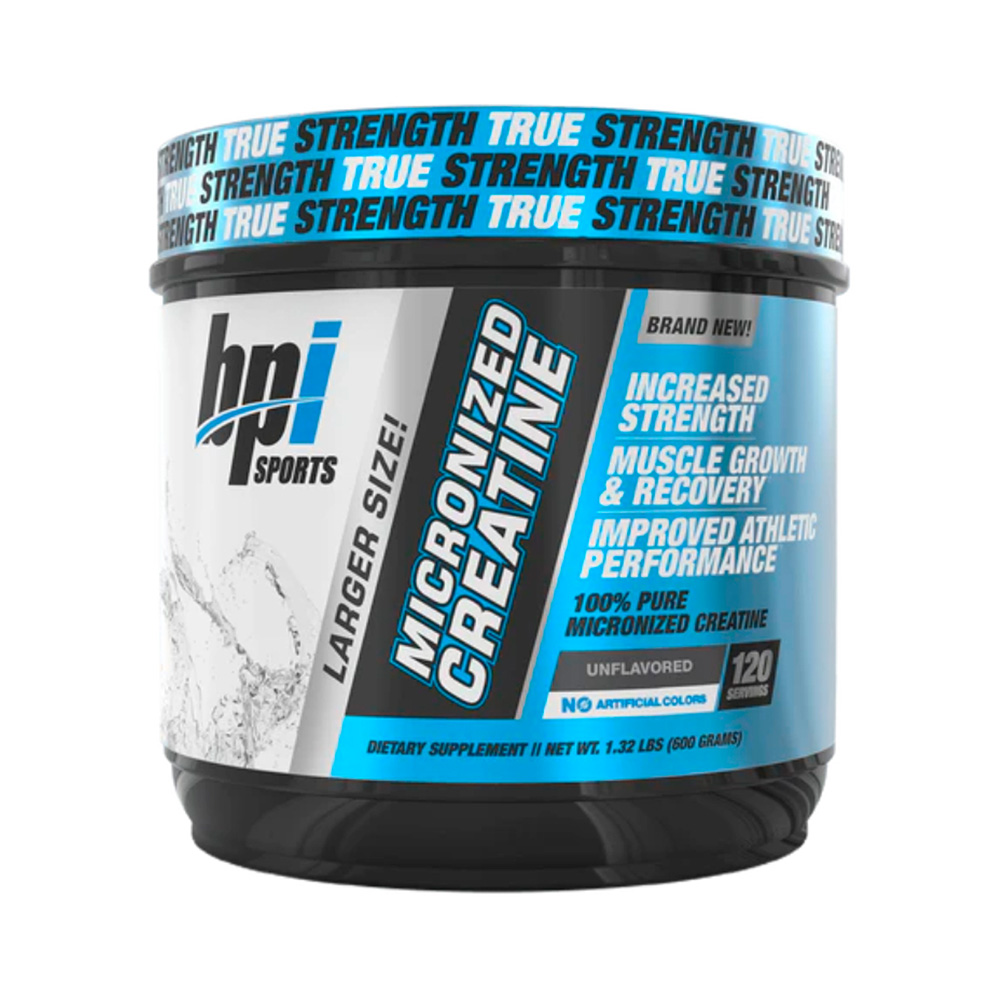 STRENGTH TRUE STRENGTH TRUE STRENGTH TRUE
TRUE STRENGTH TRUE STRENGTH TRUE STRENGTH
STRENGTH TRUE STRENGTH TRUE STRENGTH TRUE
bpi
SPORTS
LARGER SIZE!
MICRONIZED
CREATINE
BRAND NEW!
INCREASED
STRENGTH
MUSCLE GROWTH
& RECOVERY
IMPROVED ATHLETIC
PERFORMANCE
100% PURE
MICRONIZED CREATINE
UNFLAVORED
120
SERVINGS
NO ARTIFICIAL COLORS
DIETARY SUPPLEMENT // NET WT. 1.32 LBS (600 GRAMS)